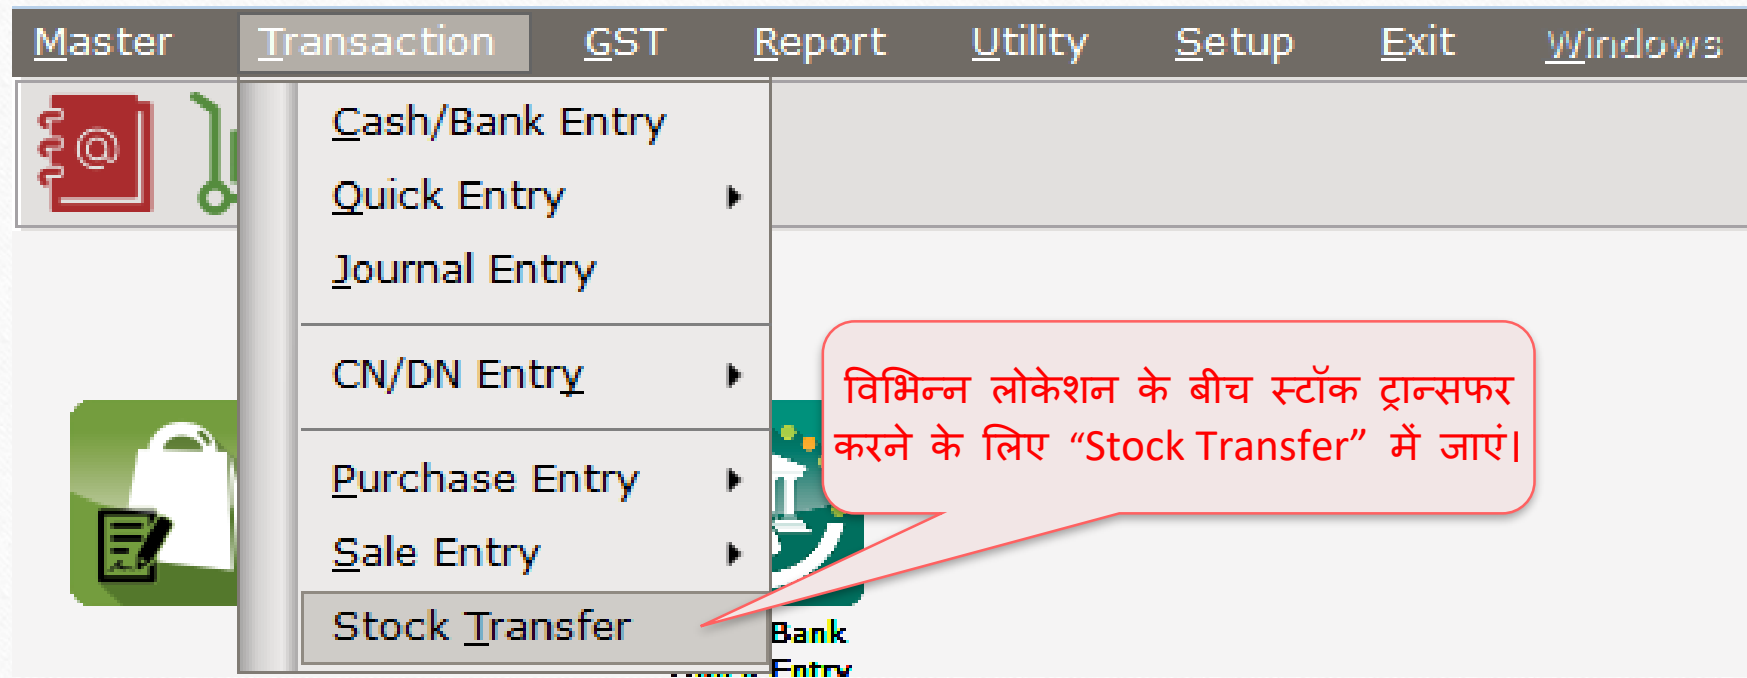 Master Transaction GST Report Utility Setup Exit Windows
@
Cash/Bank Entry
Quick Entry
Journal Entry
CN/DN Entry
Purchase Entry
Sale Entry
Stock Transfer
विभिन्न लोकेशन के बीच स्टॉक ट्रान्सफर
करने के लिए “Stock Transfer” में जाएं।
Bank
Entry